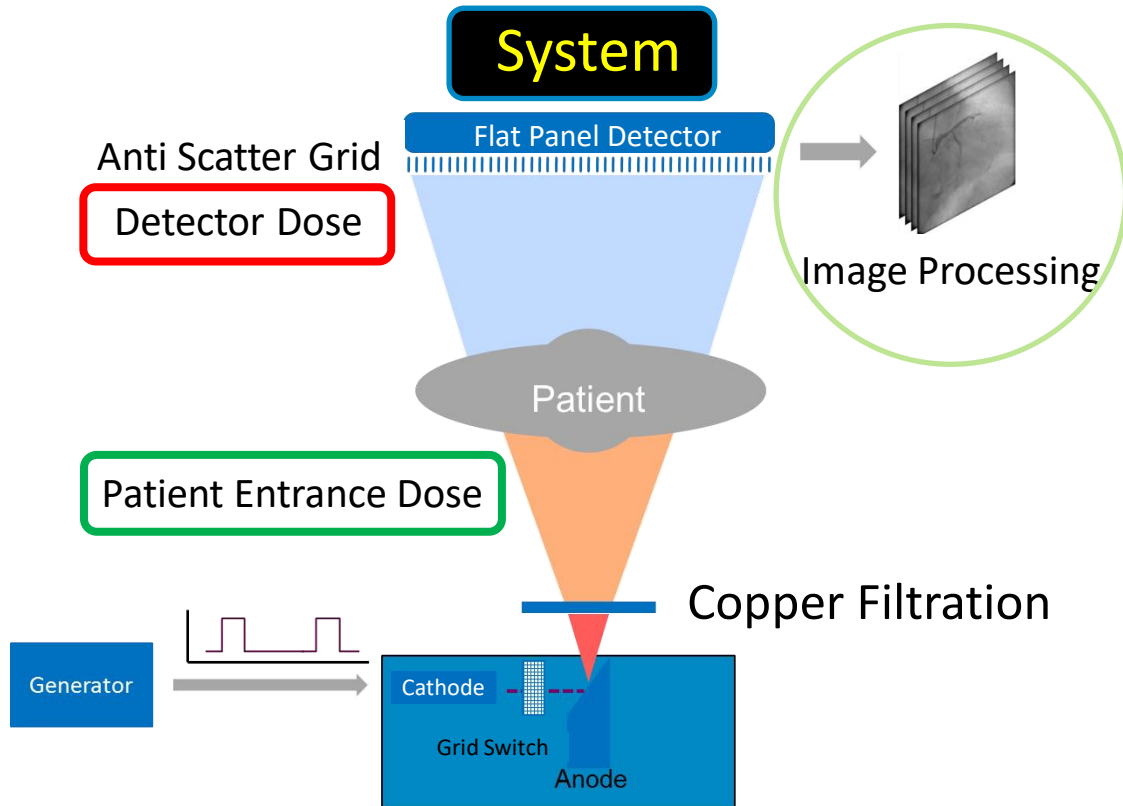 System
Flat Panel Detector
Anti Scatter Grid
Detector Dose
Image Processing
Patient
Patient Entrance Dose
Copper Filtration
Generator
Cathode
Grid Switch
Anode